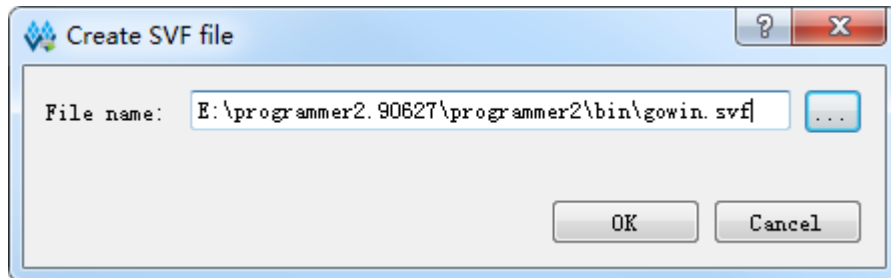 Create SVF file
File name: E:\programmer2.90627\programmer2\bin\gowin.svf ...
OK Cancel